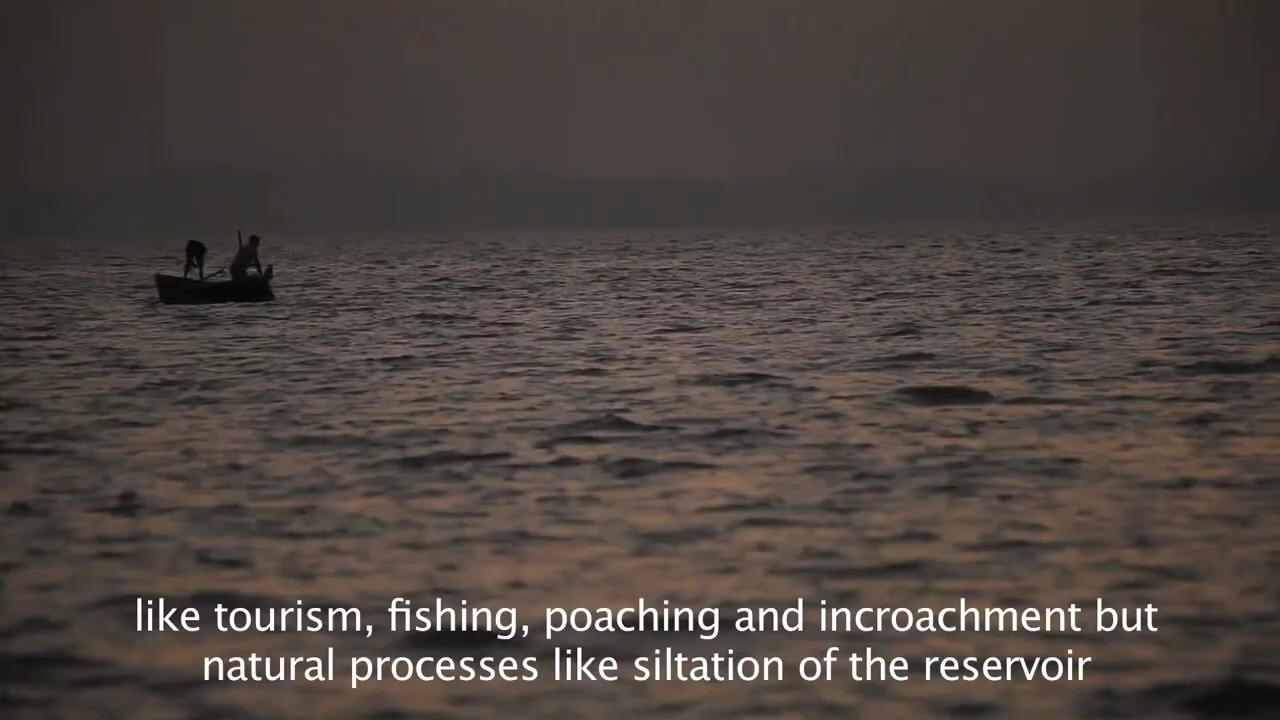 like tourism, fishing, poaching and incroachment but
natural processes like siltation of the reservoir